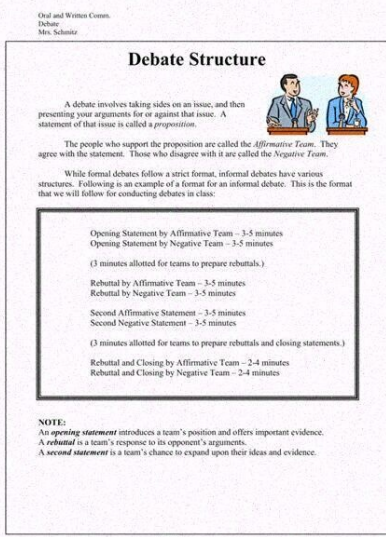 Oral and Written Comm.
Debate
Mrs. Schmitz
Debate Structure
A debate involves taking sides on an issue, and then
presenting your arguments for or against that issue. A
statement of that issue is called a proposition.
The people who support the proposition are called the Affirmative Team. They
agree with the statement. Those who disagree with it are called the Negative Team.
While formal debates follow a strict format, informal debates have various
structures. Following is an example of a format for an informal debate. This is the format
that we will follow for conducting debates in class:
Opening Statement by Affirmative Team – 3-5 minutes
Opening Statement by Negative Team – 3-5 minutes
(3 minutes allotted for teams to prepare rebuttals.)
Rebuttal by Affirmative Team – 3-5 minutes
Rebuttal by Negative Team – 3-5 minutes
Second Affirmative Statement – 3-5 minutes
Second Negative Statement – 3-5 minutes
(3 minutes allotted for teams to prepare rebuttals and closing statements.)
Rebuttal and Closing by Affirmative Team – 2-4 minutes
Rebuttal and Closing by Negative Team – 2-4 minutes
NOTE:
An opening statement introduces a team's position and offers important evidence.
A rebuttal is a team's response to its opponent's arguments.
A second statement is a team's chance to expand upon their ideas and evidence.